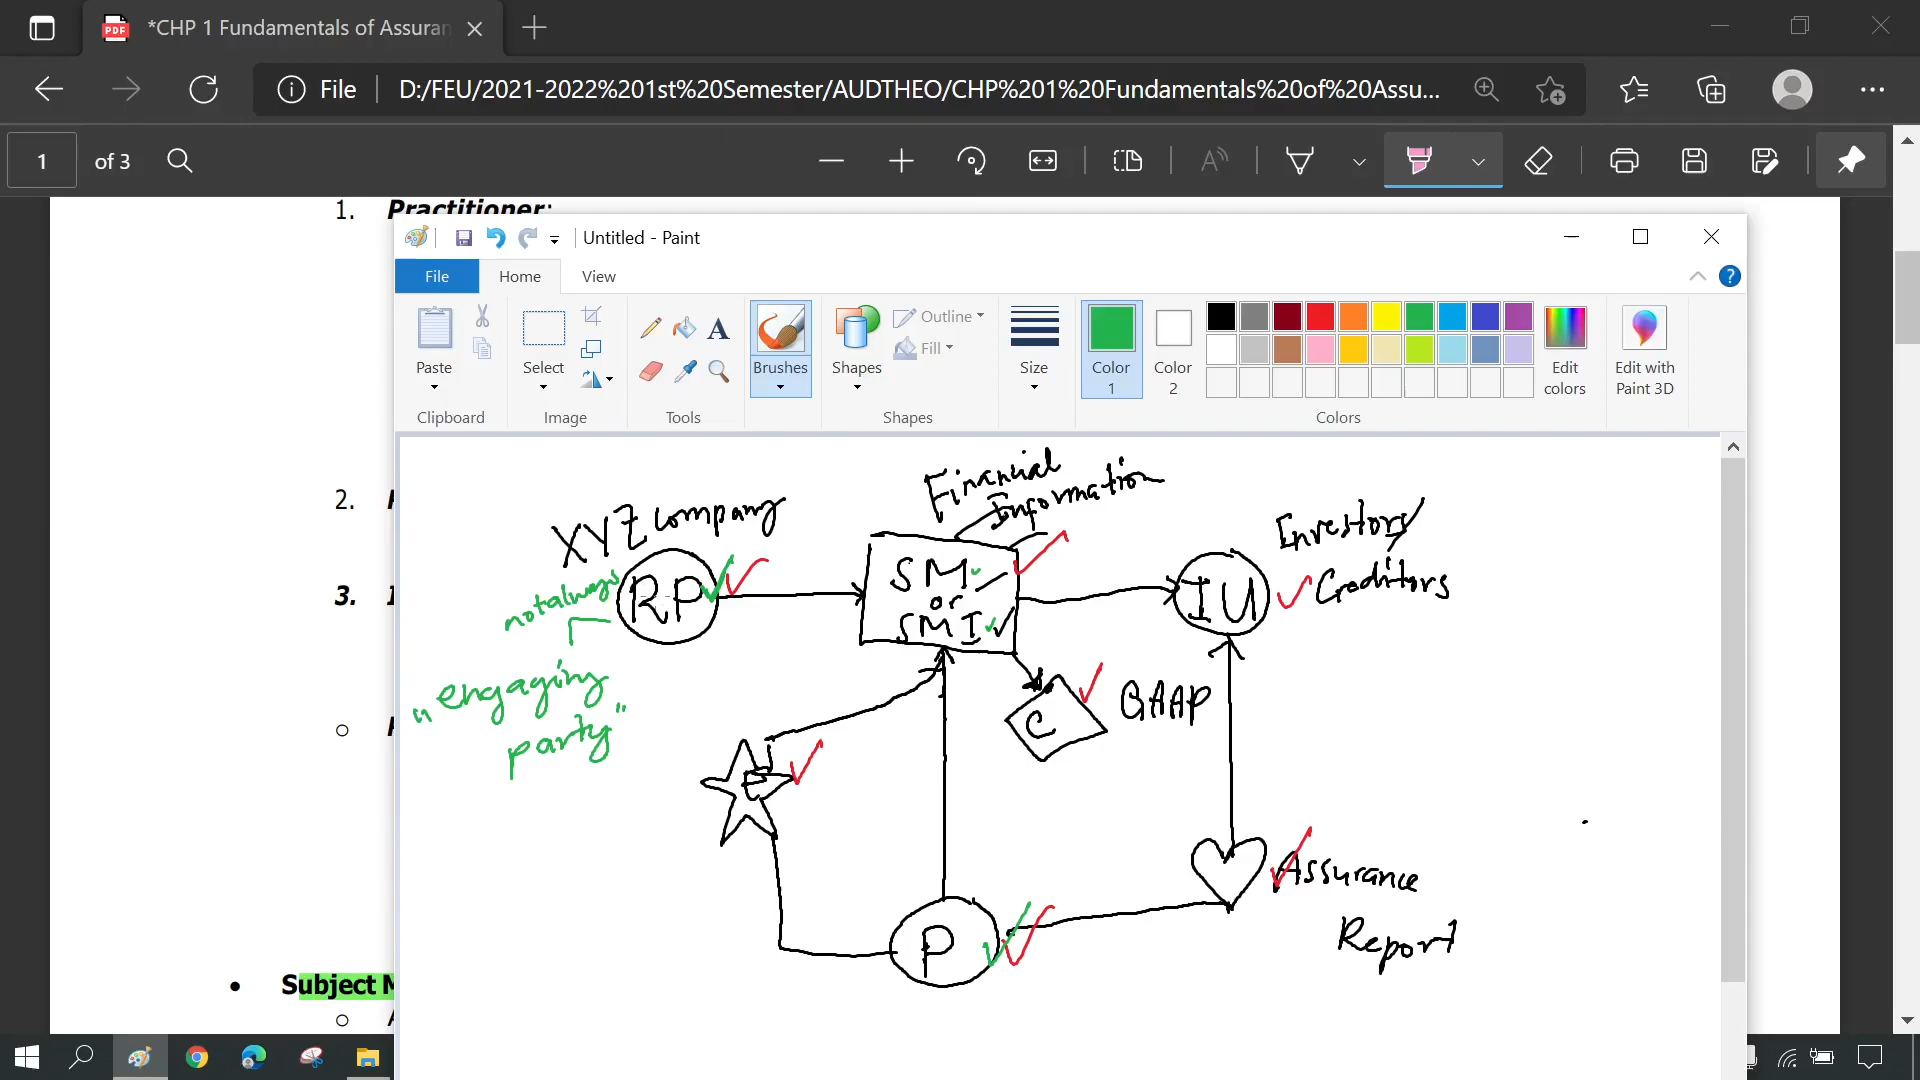 *CHP 1 Fundamentals of Assuran
File
D:/FEU/2021-2022%201st%20Semester/AUDTHEO/CHP%201%20Fundamentals%20of%20Assu...
1
of 3
1. Practitioner:
Untitled - Paint
File
Home
View
Paste
Select
Brushes
Shapes
Outline
Fill
Size
Color 1
Color 2
Edit colors
Edit with Paint 3D
Clipboard
Image
Tools
Shapes
Colors
2.
3.
Subject M
XYZ company
Financial
Information
Investory
Creditors
RP
SM
or
SMI
IU
not always
"engaging
party"
C
GAAP
E
Assurance
Report
P